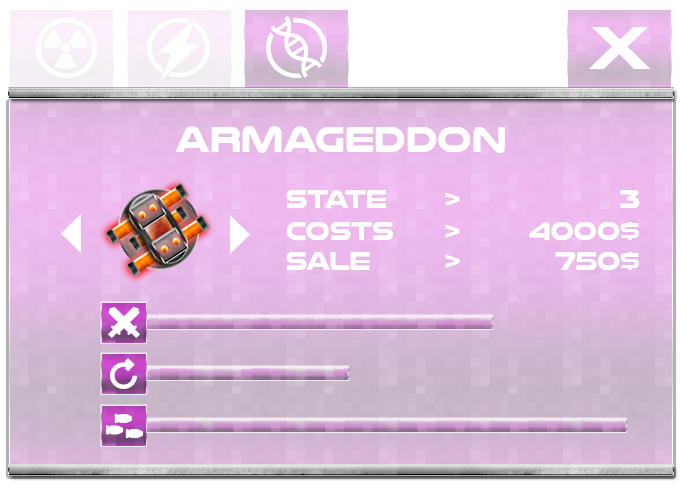 X
ARMAGEDDON
STATE > 3
COSTS > 4000$
SALE > 750$